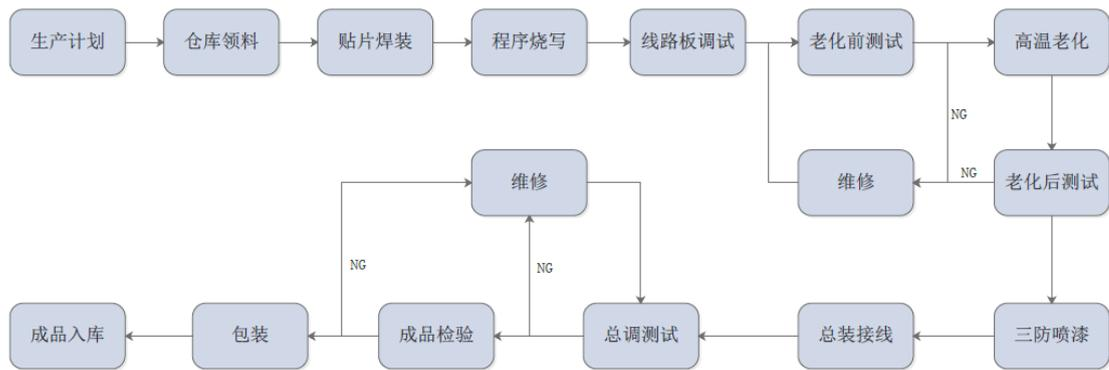 生产计划
仓库领料
贴片焊装
程序烧写
线路板调试
老化前测试
高温老化
NG
维修
维修
NG
老化后测试
NG
NG
成品入库
包装
成品检验
总调测试
总装接线
三防喷漆